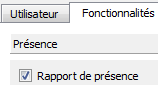 Utilisateur Fonctionnalités
Présence
Rapport de présence